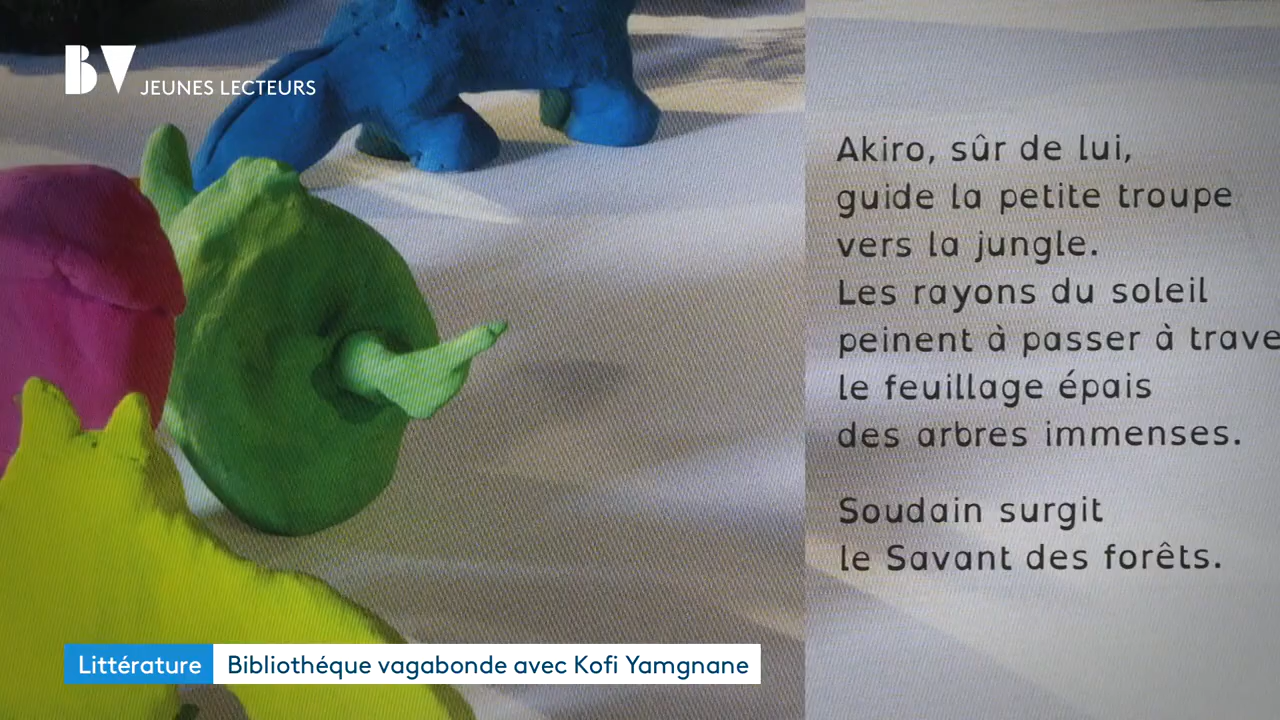 BV JEUNES LECTEURS
Akiro, sûr de lui,
guide la petite troupe
vers la jungle.
Les rayons du soleil
peinent à passer à trave
le feuillage épais
des arbres immenses.
Soudain surgit
le Savant des forêts.
Littérature Bibliothéque vagabonde avec Kofi Yamgnane